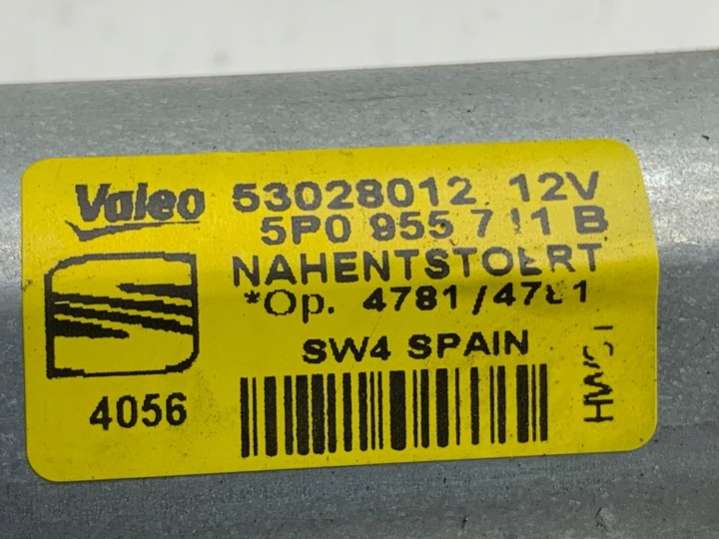 Valeo 53028012 12V
5P0 955 711 B
NAHENTSTOERT
*Op. 4781/4781
SW4 SPAIN
4056